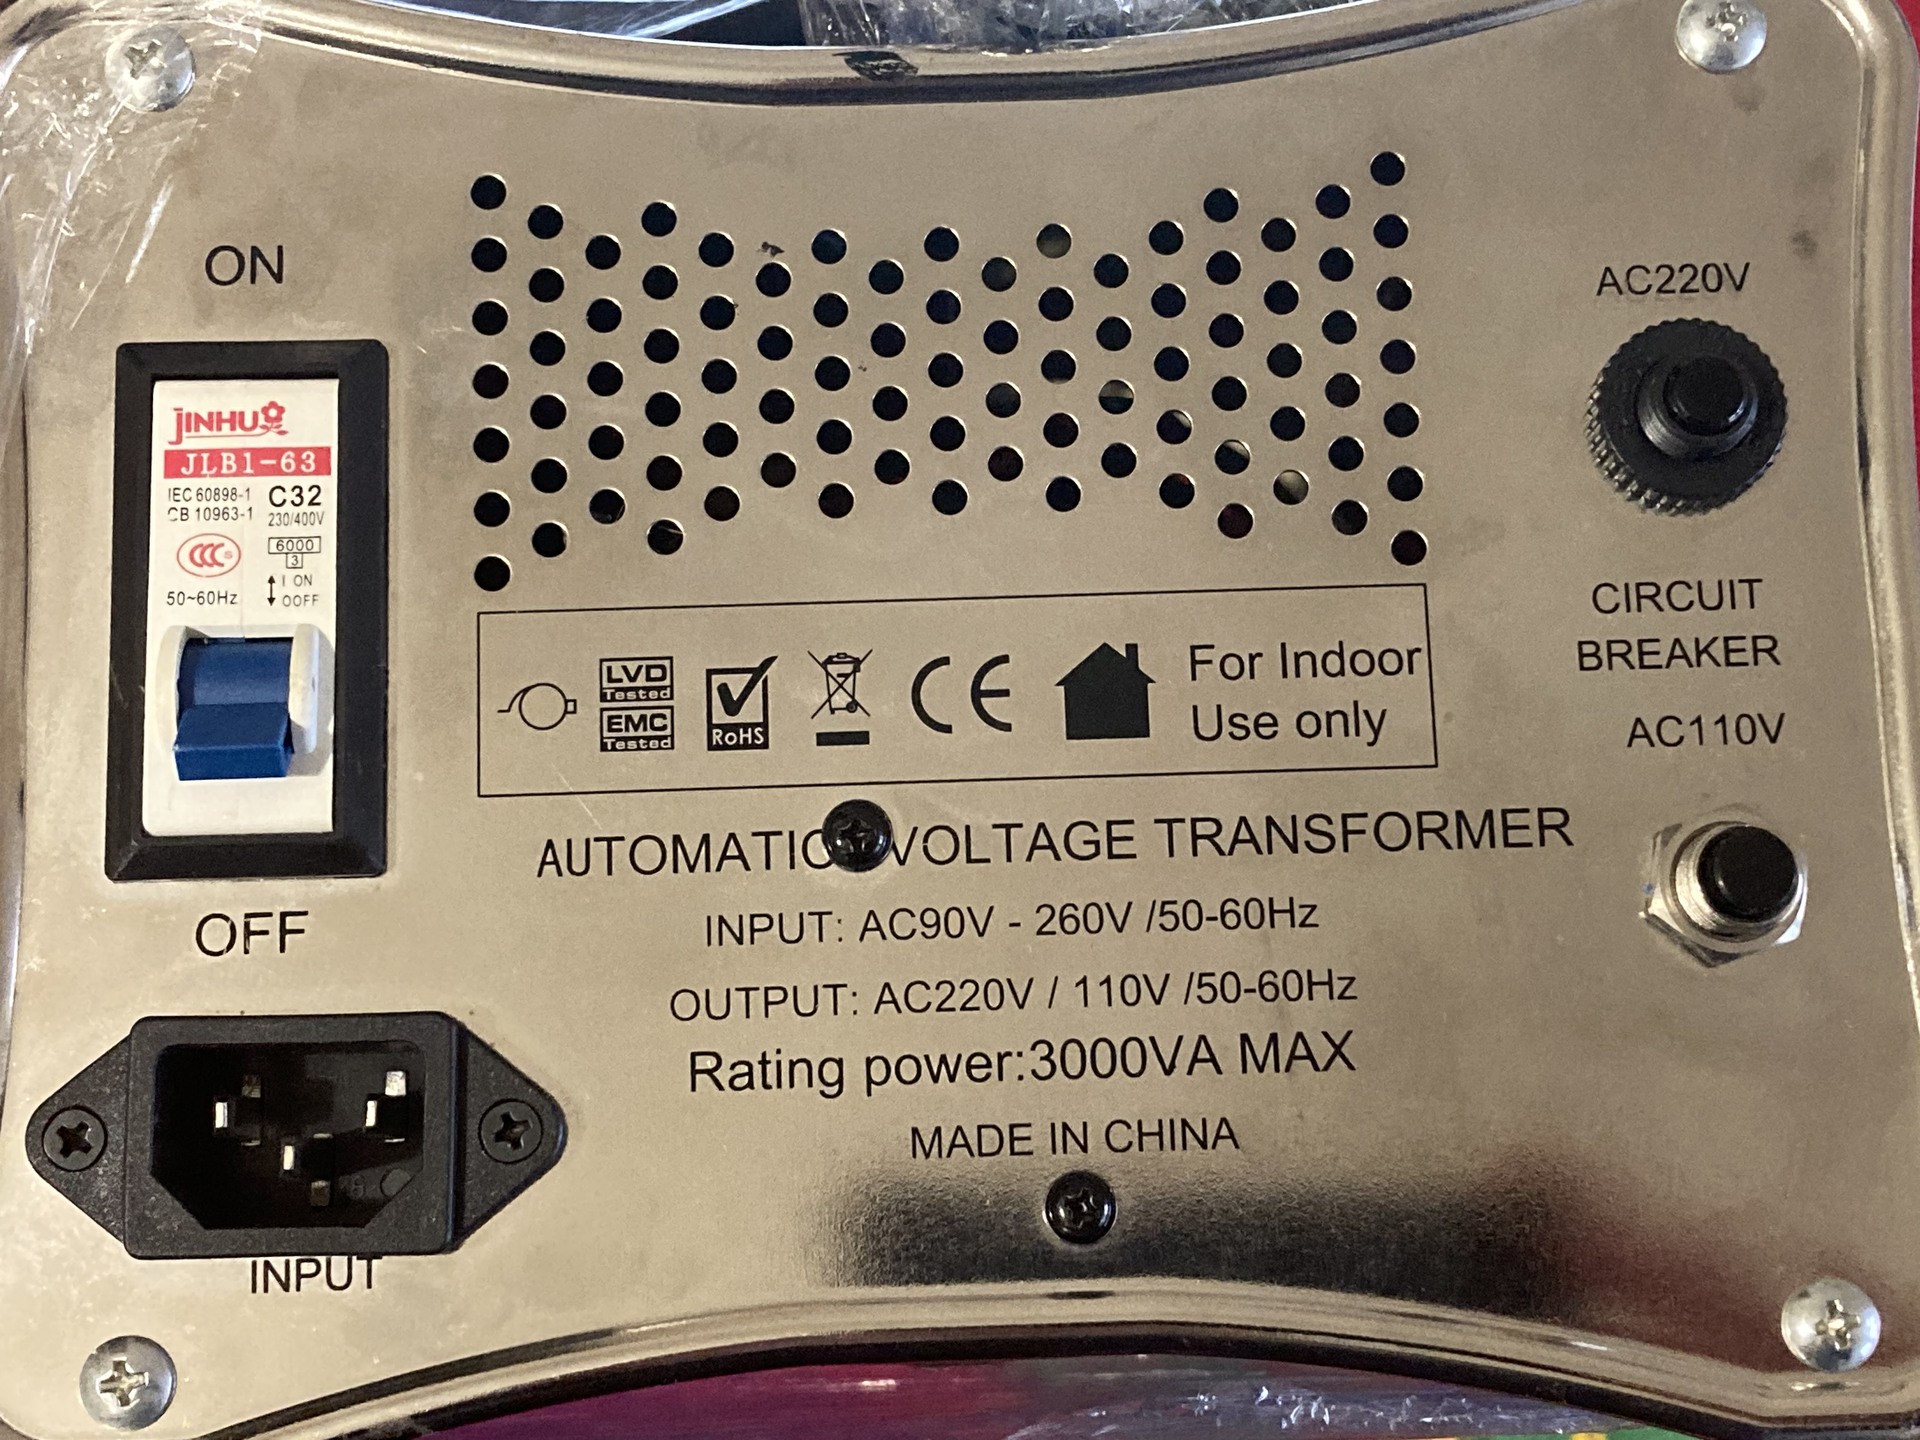 ON
JINHU
JLB1-63
IEC 60898-1 C32
CB 10963-1 230/400V
CCC S 6000
3
I ON
50~60Hz O OFF
OFF
INPUT
LVD
Tested
EMC
Tested
RoHS
CE
For Indoor
Use only
AUTOMATIC VOLTAGE TRANSFORMER
INPUT: AC90V - 260V /50-60Hz
OUTPUT: AC220V / 110V /50-60Hz
Rating power:3000VA MAX
MADE IN CHINA
AC220V
CIRCUIT
BREAKER
AC110V